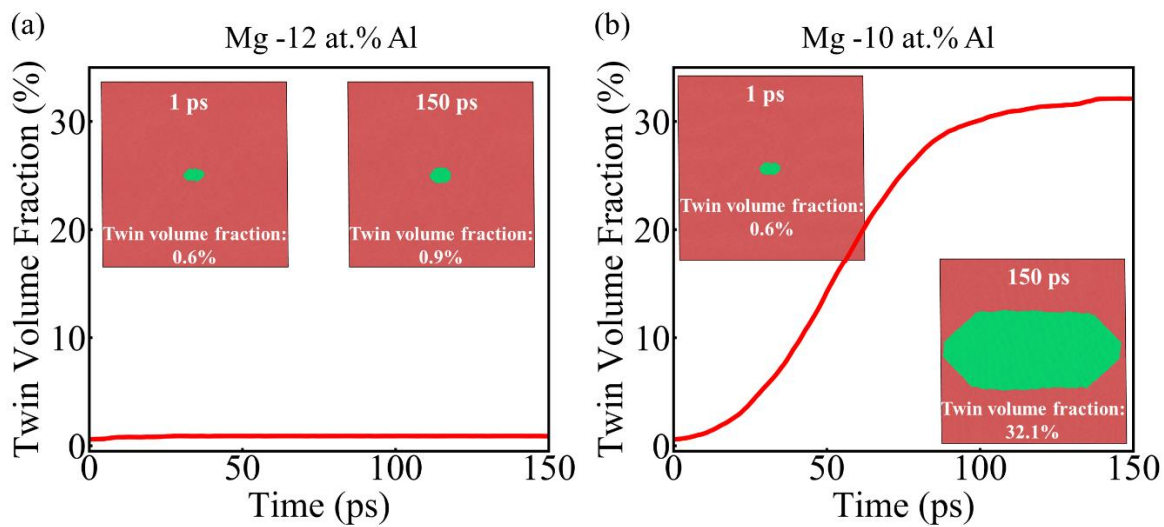 (a)
Mg -12 at.% Al
Twin Volume Fraction (%)
30
20
10
0
1 ps
Twin volume fraction:
0.6%
150 ps
Twin volume fraction:
0.9%
0
50
100
150
Time (ps)
(b)
Mg -10 at.% Al
Twin Volume Fraction (%)
30
20
10
0
1 ps
Twin volume fraction:
0.6%
150 ps
Twin volume fraction:
32.1%
0
50
100
150
Time (ps)